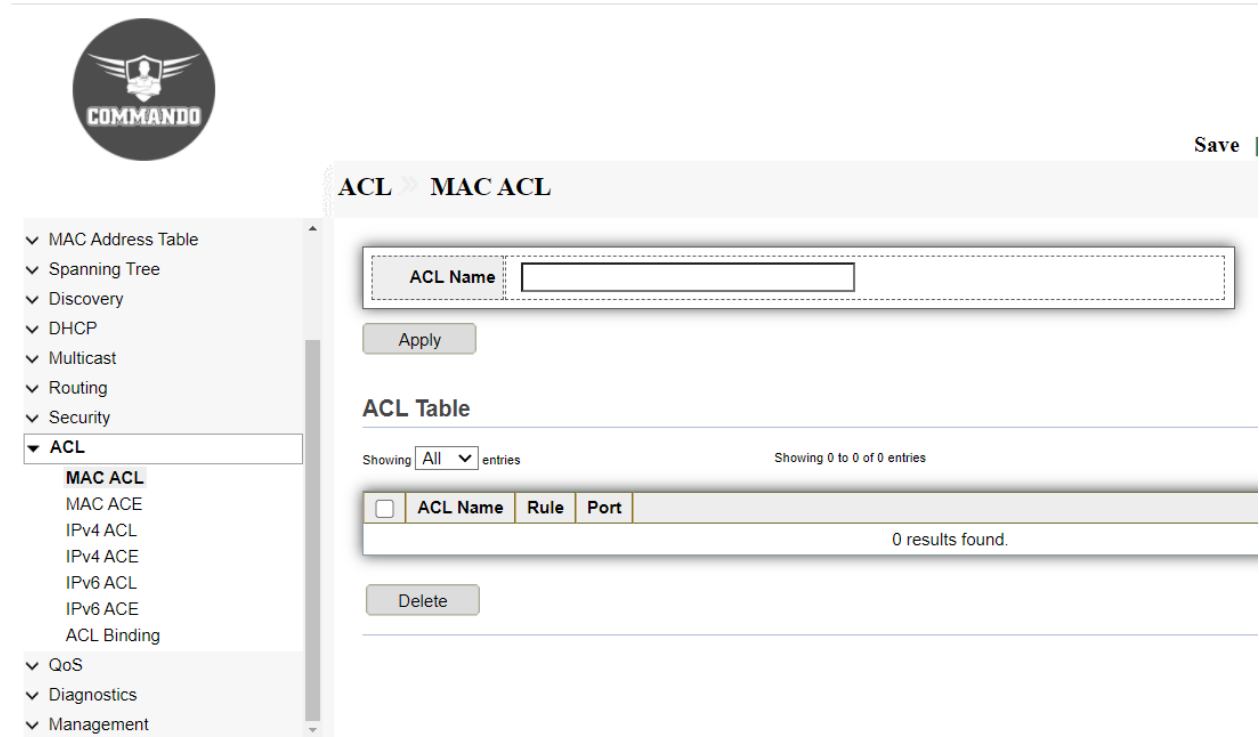 COMMANDO
Save
ACL » MAC ACL
MAC Address Table
Spanning Tree
Discovery
DHCP
Multicast
Routing
Security
ACL
MAC ACL
MAC ACE
IPv4 ACL
IPv4 ACE
IPv6 ACL
IPv6 ACE
ACL Binding
QoS
Diagnostics
Management
ACL Name
Apply
ACL Table
Showing All entries
Showing 0 to 0 of 0 entries
ACL Name Rule Port
0 results found.
Delete